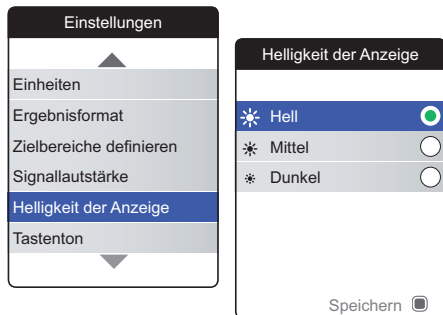 Einstellungen
Einheiten
Ergebnisformat
Zielbereiche definieren
Signallautstärke
Helligkeit der Anzeige
Tastenton
Helligkeit der Anzeige
Hell
Mittel
Dunkel
Speichern